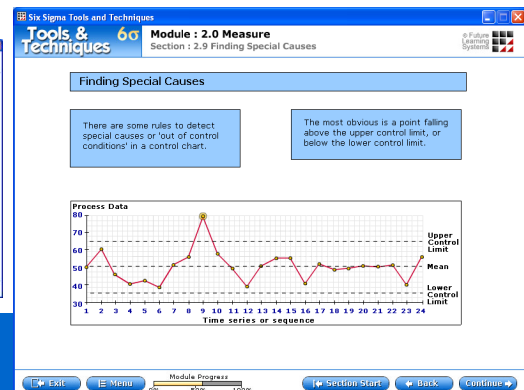 Six Sigma Tools and Techniques
Tools & Techniques 6σ
Module : 2.0 Measure
Section : 2.9 Finding Special Causes
e-Future
Learning
Systems
Finding Special Causes
There are some rules to detect
special causes or 'out of control
conditions' in a control chart.
The most obvious is a point falling
above the upper control limit, or
below the lower control limit.
Process Data
80
70
60
50
40
30
Upper
Control
Limit
Mean
Lower
Control
Limit
1 2 3 4 5 6 7 8 9 10 11 12 13 14 15 16 17 18 19 20 21 22 23 24
Time series or sequence
Exit
Menu
Module Progress
0% 50% 100%
Section Start
Back
Continue